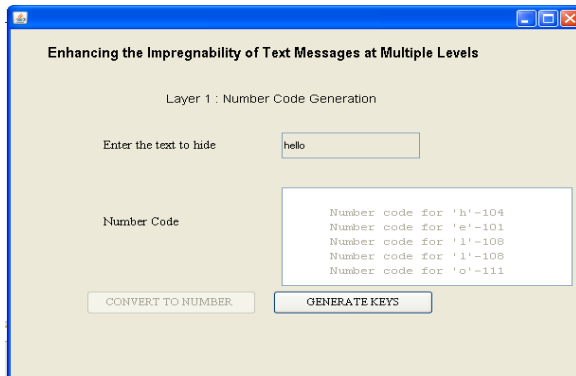 Enhancing the Impregnability of Text Messages at Multiple Levels
Layer 1 : Number Code Generation
Enter the text to hide
hello
Number Code
Number code for 'h'-104
Number code for 'e'-101
Number code for 'l'-108
Number code for 'l'-108
Number code for 'o'-111
CONVERT TO NUMBER
GENERATE KEYS